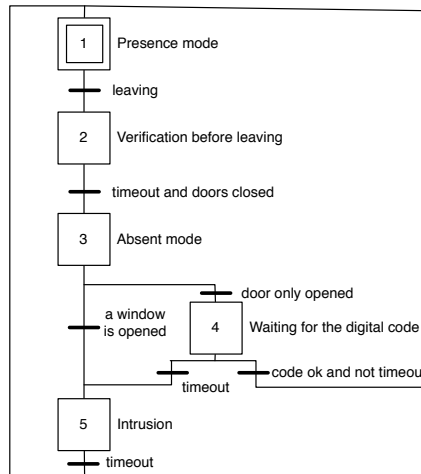 1 Presence mode
leaving
2 Verification before leaving
timeout and doors closed
3 Absent mode
door only opened
a window
is opened
4 Waiting for the digital code
timeout
code ok and not timeout
5 Intrusion
timeout